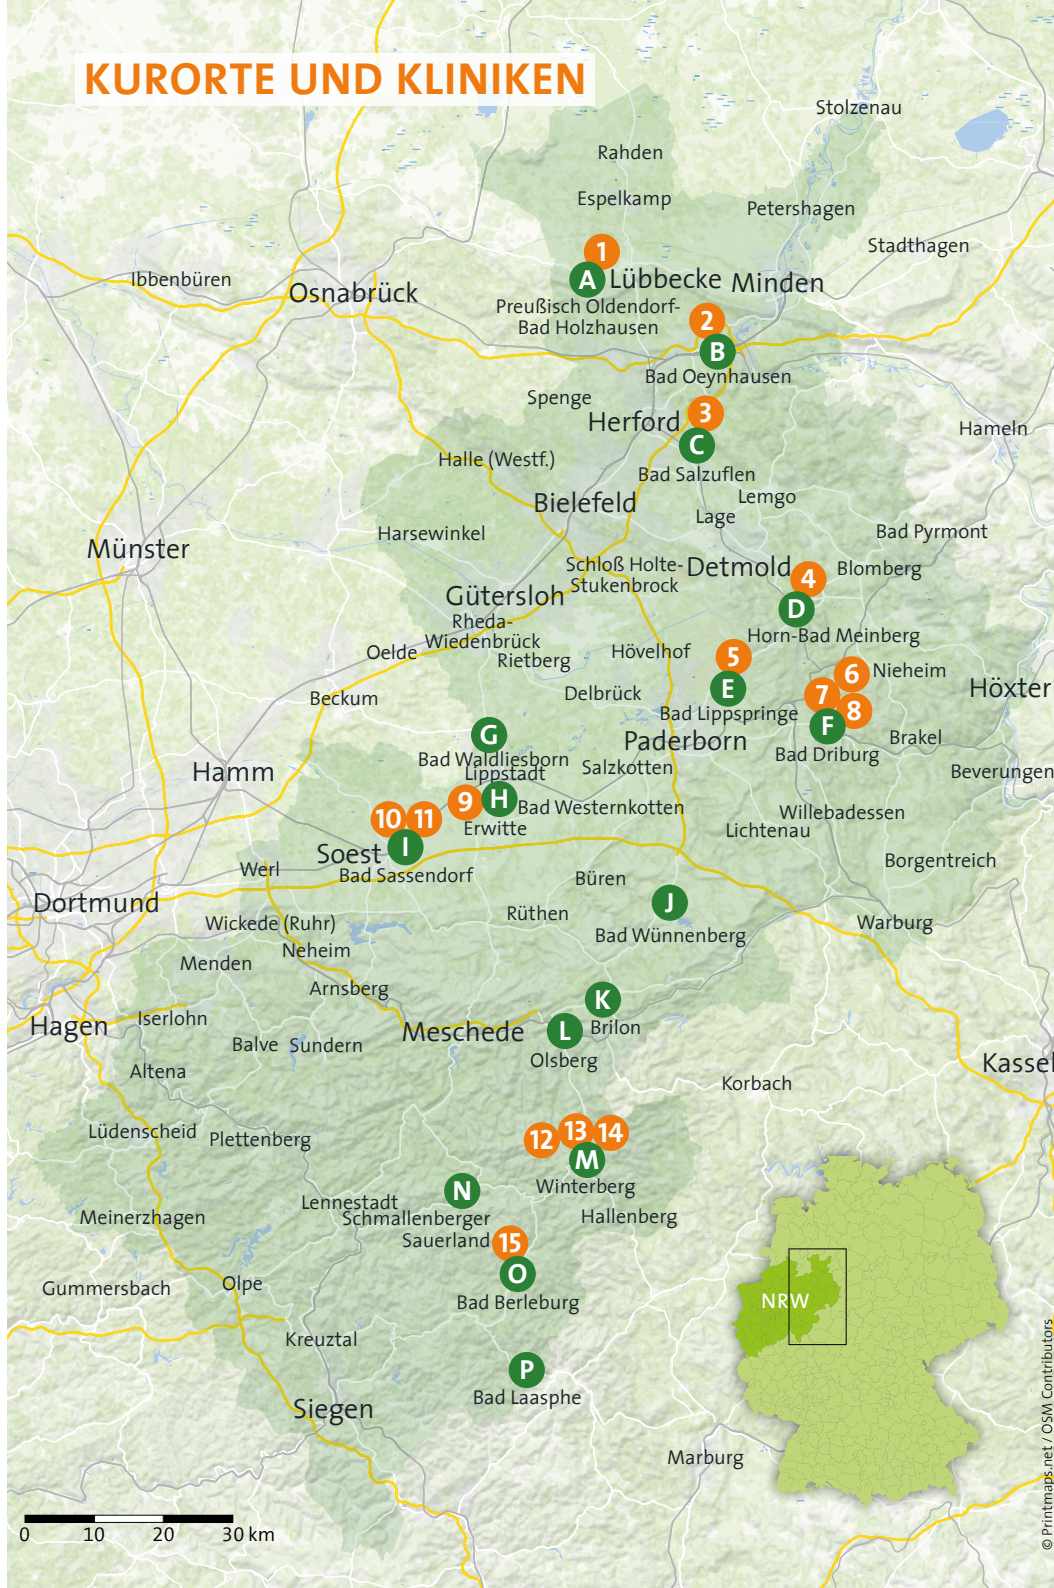 KURORTE UND KLINIKEN
Stolzenau
Rahden
Espelkamp
Petershagen
Stadthagen
1
Ibbenbüren
Osnabrück
A
Lübbecke
Minden
Preußisch Oldendorf-
Bad Holzhausen
2
B
Bad Oeynhausen
Spenge
3
Herford
Hameln
C
Halle (Westf.)
Bad Salzuflen
Lemgo
Bielefeld
Lage
Harsewinkel
Bad Pyrmont
Münster
Schloß Holte-
Stukenbrock
Detmold
4
Blomberg
Gütersloh
D
Rheda-
Wiedenbrück
Horn-Bad Meinberg
Oelde
Rietberg
Hövelhof
5
6
Nieheim
Beckum
Delbrück
E
7
Höxter
8
Bad Lippspringe
F
G
Paderborn
Brakel
Bad Waldliesborn
Bad Driburg
Hamm
Lippstadt
Salzkotten
Beverungen
9
H
Bad Westernkotten
10
11
Erwitte
Willebadessen
Lichtenau
Soest
I
Bad Sassendorf
Werl
Borgentreich
Büren
Dortmund
J
Rüthen
Wickede (Ruhr)
Warburg
Bad Wünnenberg
Neheim
Menden
Arnsberg
K
Hagen
Iserlohn
Meschede
L
Brilon
Balve
Sundern
Olsberg
Kassel
Altena
Korbach
Lüdenscheid
Plettenberg
12
13
14
M
Winterberg
N
Lennestadt
Meinerzhagen
Schmallenberger
Sauerland
Hallenberg
15
O
Gummersbach
Olpe
Bad Berleburg
NRW
Kreuztal
P
Bad Laasphe
Siegen
Marburg
0 10 20 30 km
© Printmaps.net / OSM Contributors